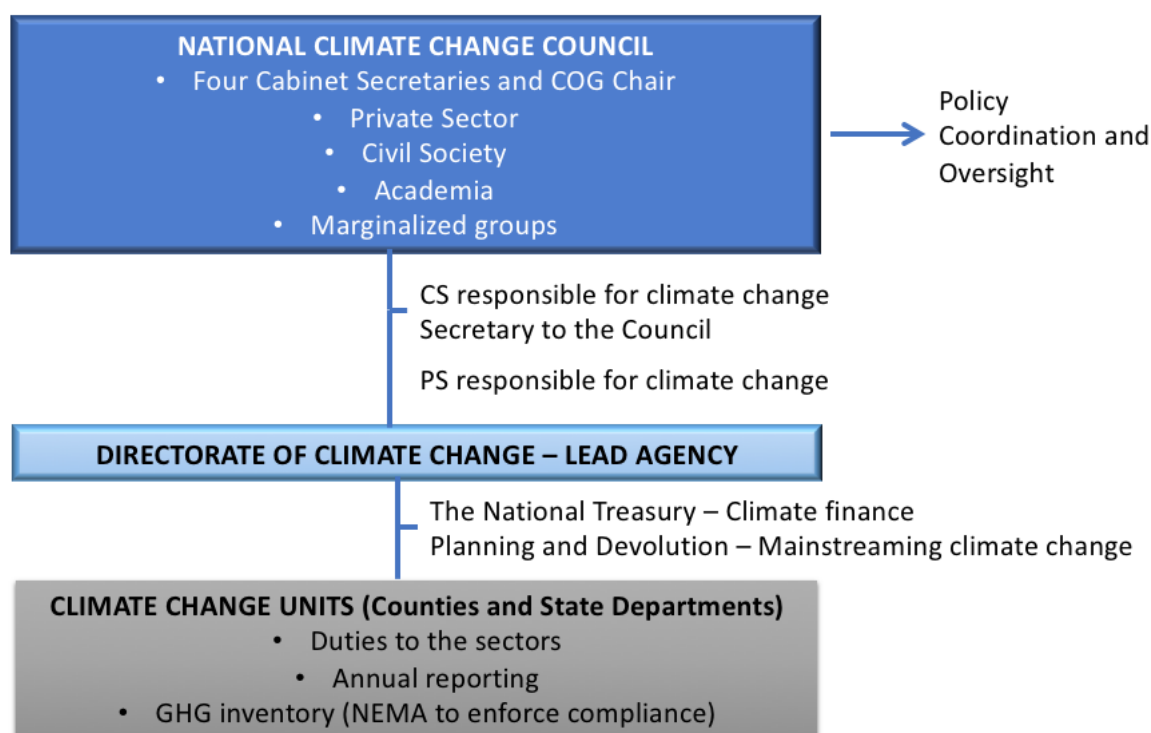 NATIONAL CLIMATE CHANGE COUNCIL
• Four Cabinet Secretaries and COG Chair
• Private Sector
• Civil Society
• Academia
• Marginalized groups
Policy
Coordination and
Oversight
CS responsible for climate change
Secretary to the Council
PS responsible for climate change
DIRECTORATE OF CLIMATE CHANGE – LEAD AGENCY
The National Treasury – Climate finance
Planning and Devolution – Mainstreaming climate change
CLIMATE CHANGE UNITS (Counties and State Departments)
• Duties to the sectors
• Annual reporting
• GHG inventory (NEMA to enforce compliance)